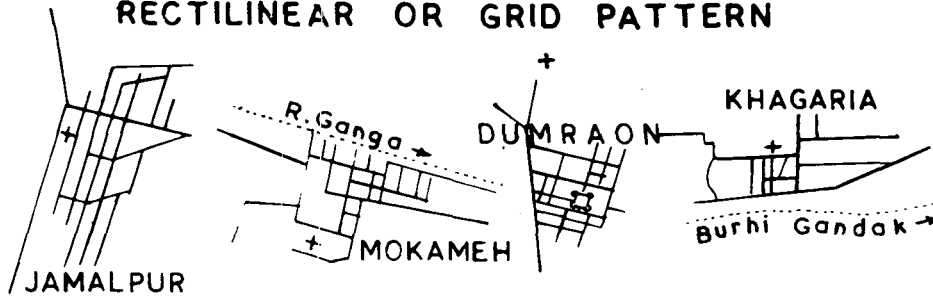 RECTILINEAR OR GRID PATTERN
R. Ganga →
DUMRAON
KHAGARIA
Burhi Gandak →
MOKAMEH
JAMALPUR